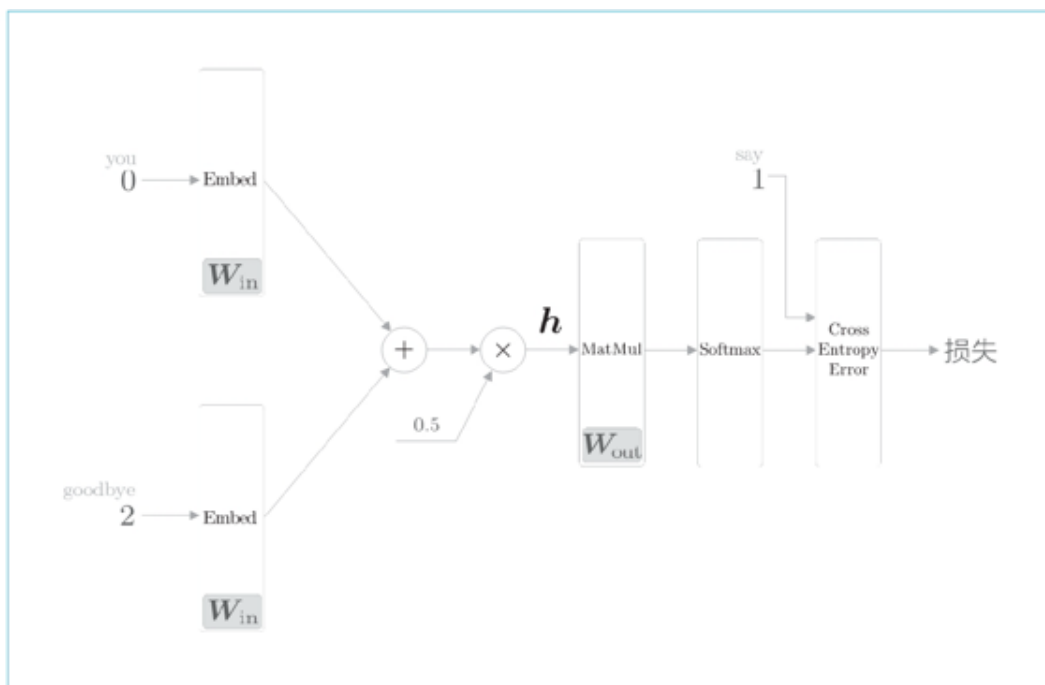 you
0
Embed
W_in
goodbye
2
Embed
W_in
+
×
0.5
h
MatMul
W_out
Softmax
say
1
Cross
Entropy
Error
损失